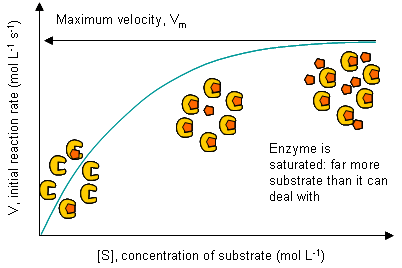 Maximum velocity, Vm
V, initial reaction rate (mol L-1 s-1)
Enzyme is
saturated: far more
substrate than it can
deal with
[S], concentration of substrate (mol L-1)